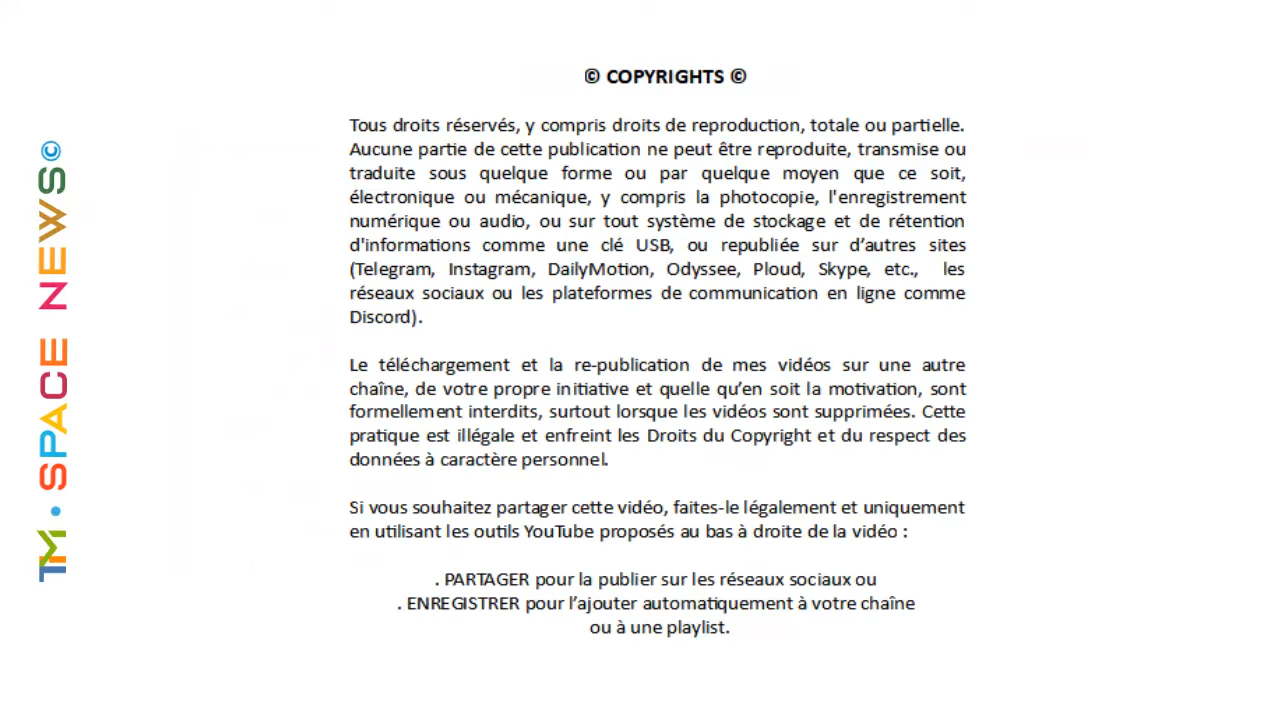 © COPYRIGHTS ©
Tous droits réservés, y compris droits de reproduction, totale ou partielle.
Aucune partie de cette publication ne peut être reproduite, transmise ou
traduite sous quelque forme ou par quelque moyen que ce soit,
électronique ou mécanique, y compris la photocopie, l'enregistrement
numérique ou audio, ou sur tout système de stockage et de rétention
d'informations comme une clé USB, ou republiée sur d’autres sites
(Telegram, Instagram, DailyMotion, Odyssee, Ploud, Skype, etc., les
réseaux sociaux ou les plateformes de communication en ligne comme
Discord).
Le téléchargement et la re-publication de mes vidéos sur une autre
chaîne, de votre propre initiative et quelle qu’en soit la motivation, sont
formellement interdits, surtout lorsque les vidéos sont supprimées. Cette
pratique est illégale et enfreint les Droits du Copyright et du respect des
données à caractère personnel.
Si vous souhaitez partager cette vidéo, faites-le légalement et uniquement
en utilisant les outils YouTube proposés au bas à droite de la vidéo :
. PARTAGER pour la publier sur les réseaux sociaux ou
. ENREGISTRER pour l’ajouter automatiquement à votre chaîne
ou à une playlist.
TM • SPACE NEWS©